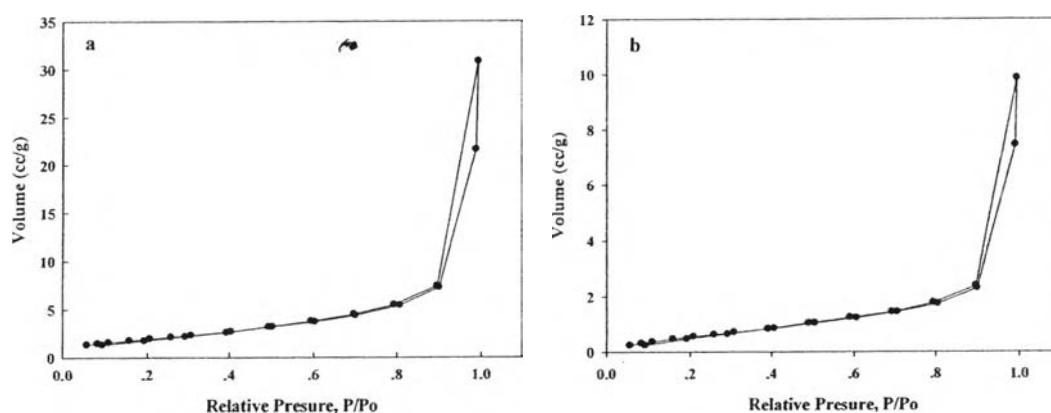 a
35
30
25
20
15
10
5
0
Volume (cc/g)
0.0 .2 .4 .6 .8 1.0
Relative Presure, P/Po
b
12
10
8
6
4
2
0
Volume (cc/g)
0.0 .2 .4 .6 .8 1.0
Relative Presure, P/Po